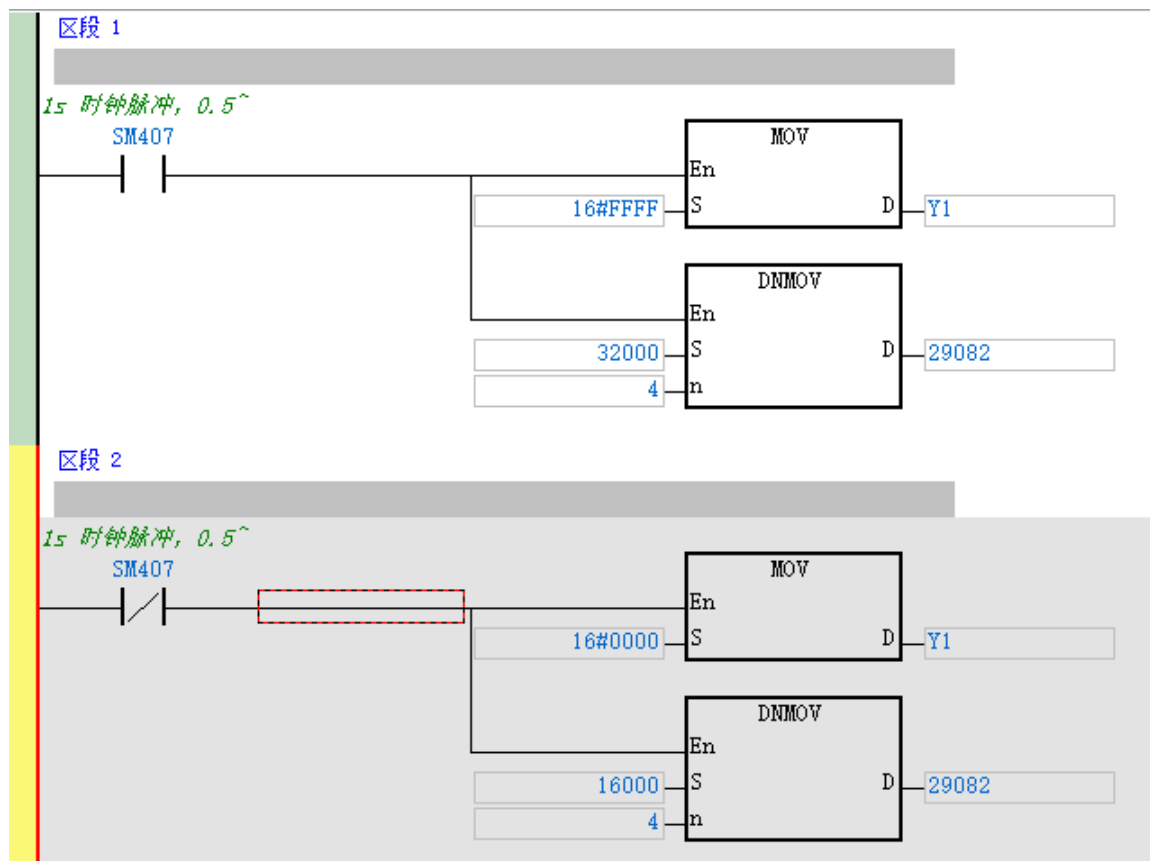 区段 1
1s 时钟脉冲, 0.5^
SM407
MOV
En
16#FFFF S D Y1
DNMOV
En
32000 S D 29082
4 n
区段 2
1s 时钟脉冲, 0.5^
SM407
MOV
En
16#0000 S D Y1
DNMOV
En
16000 S D 29082
4 n